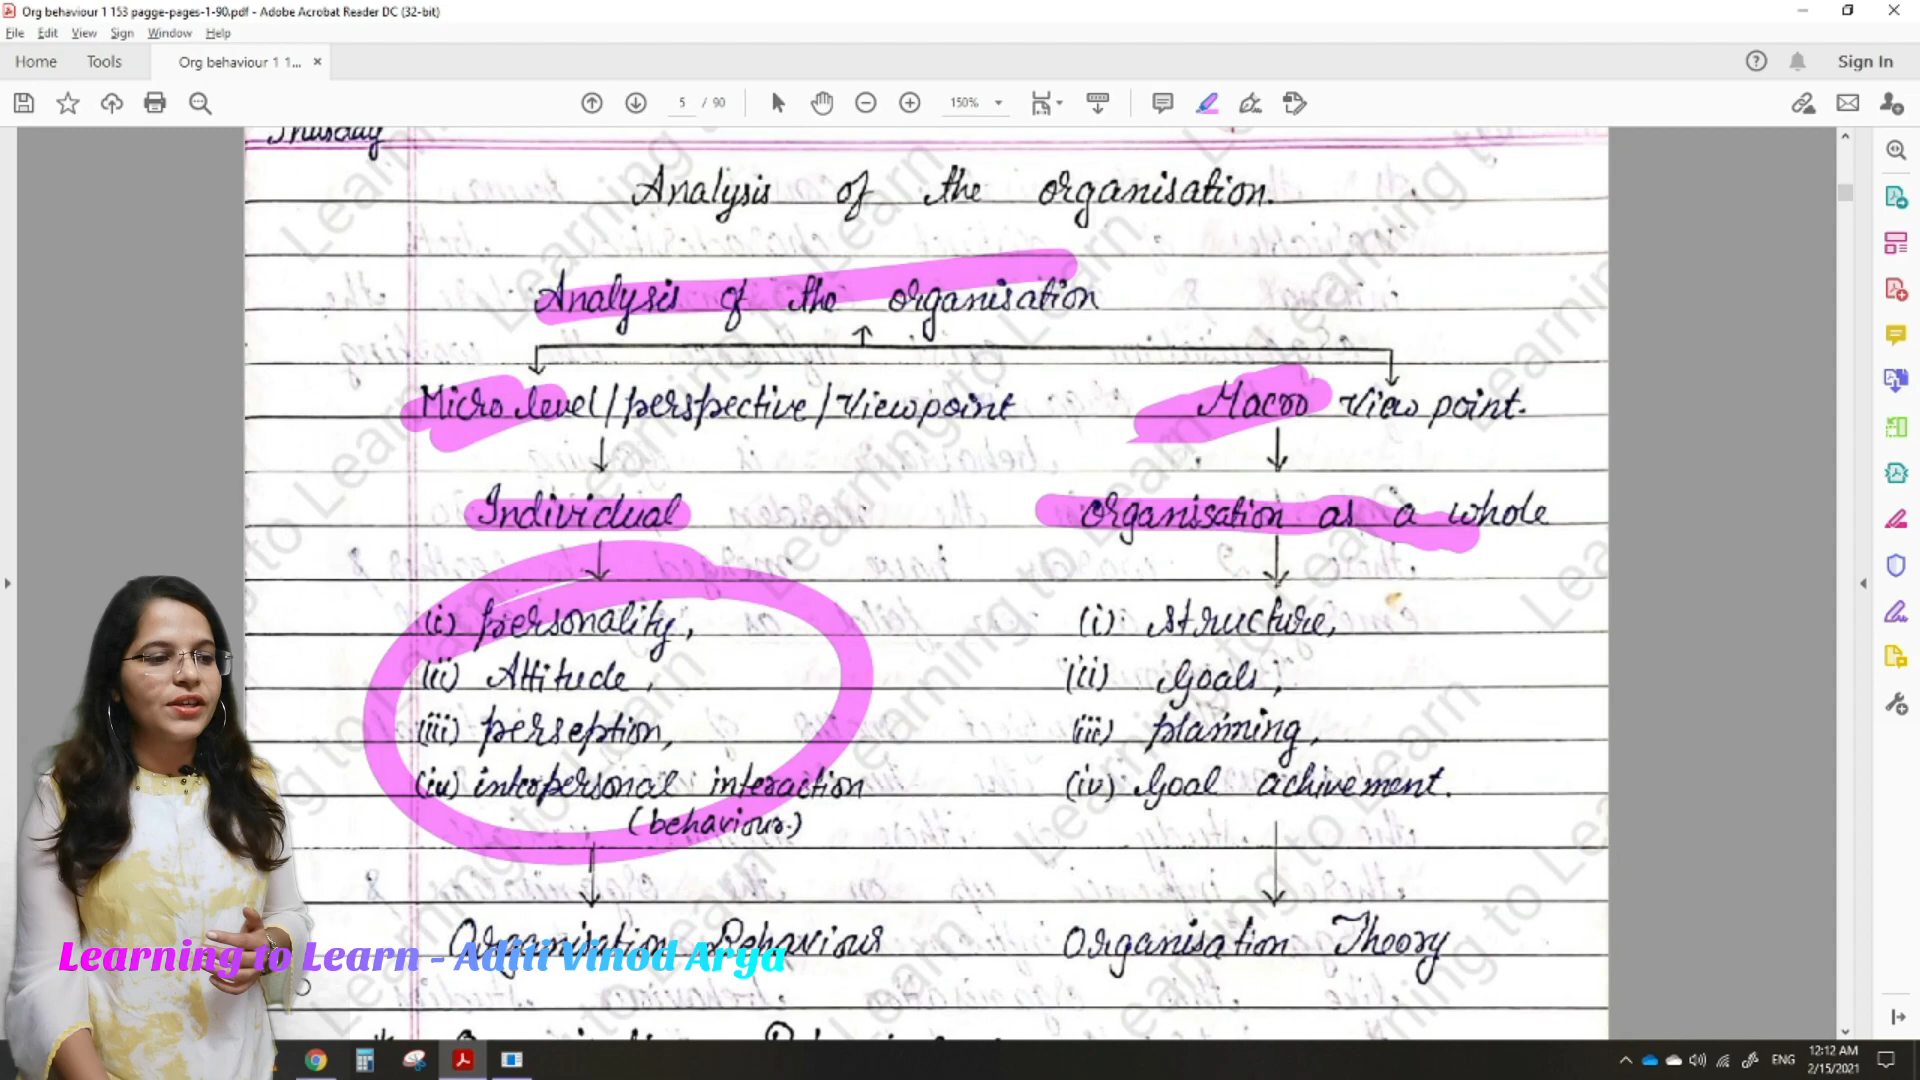 Org behaviour 1 153 pagge-pages-1-90.pdf - Adobe Acrobat Reader DC (32-bit)
File Edit View Sign Window Help
Home Tools Org behaviour 1 1... × Sign In
5 / 90 150%
Thusday
Analysis of the organisation.
Analysis of the organisation
Micro level/perspective/Viewpoint Macro View point.
Individual organisation as a whole
(i) personality, (i) structure,
(ii) Attitude, (ii) Goals,
(iii) perseption, (iii) planning,
(iv) interpersonal interaction (iv) Goal achivement.
(behaviour)
Organisation Behaviour Organisation Theory
Learning to Learn - Aditi Vinod Arya
ENG 12:12 AM
2/15/2021